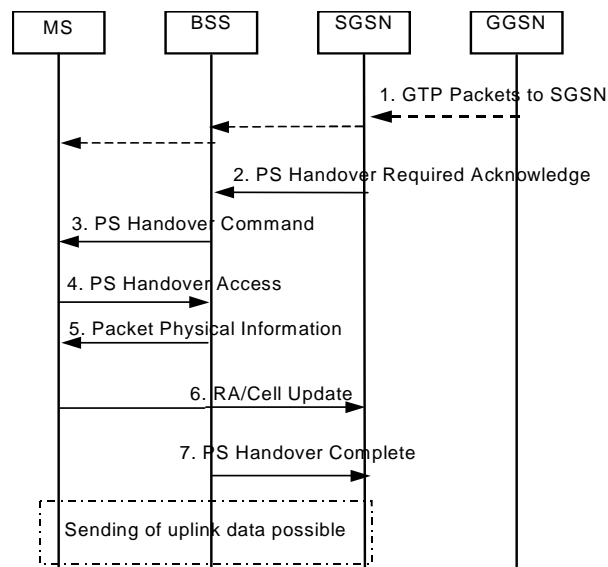 MS
BSS
SGSN
GGSN
1. GTP Packets to SGSN
2. PS Handover Required Acknowledge
3. PS Handover Command
4. PS Handover Access
5. Packet Physical Information
6. RA/Cell Update
7. PS Handover Complete
Sending of uplink data possible